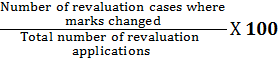 Number of revaluation cases where
marks changed
Total number of revaluation
applications
X 100